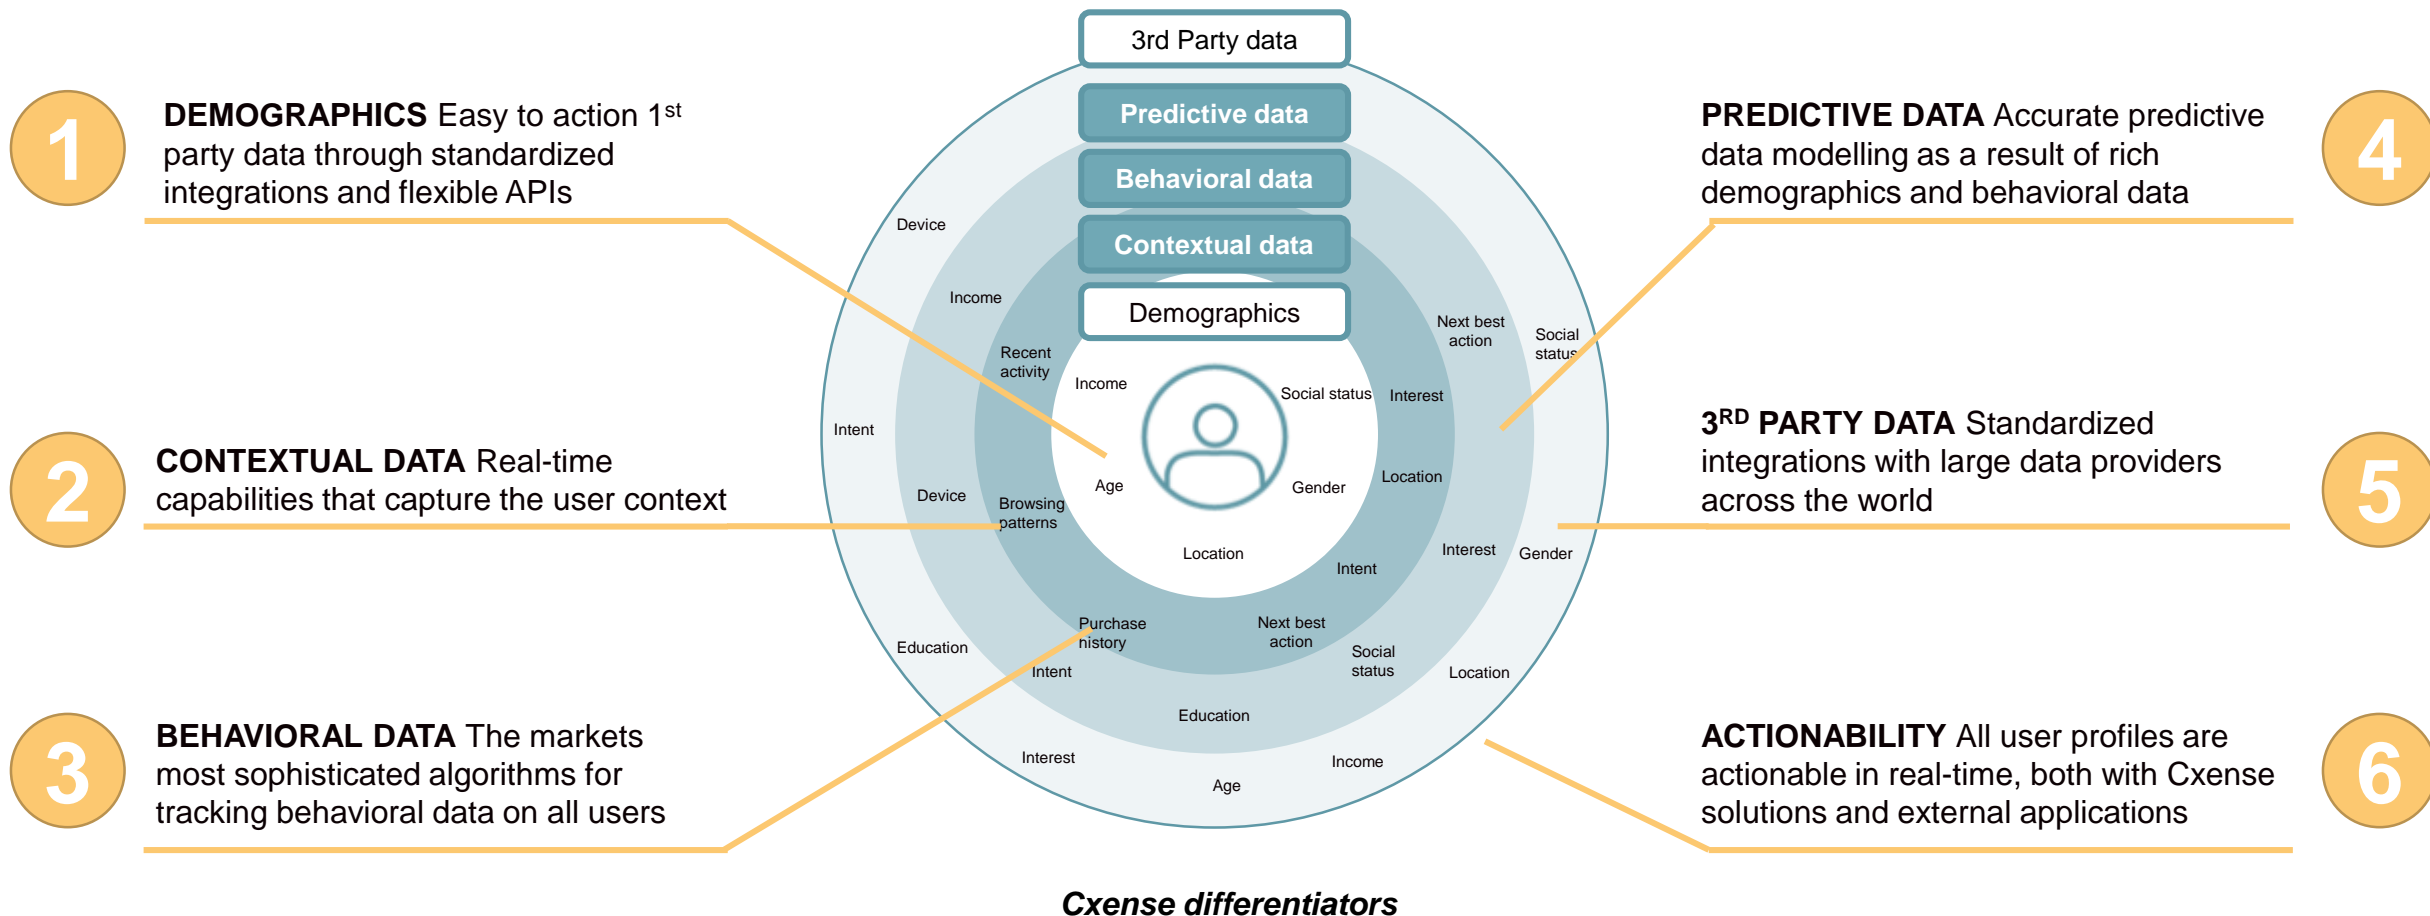 3rd Party data
Predictive data
Behavioral data
Contextual data
Demographics
1
DEMOGRAPHICS Easy to action 1st
party data through standardized
integrations and flexible APIs
2
CONTEXTUAL DATA Real-time
capabilities that capture the user context
3
BEHAVIORAL DATA The markets
most sophisticated algorithms for
tracking behavioral data on all users
Device
Income
Recent
activity
Income
Social status
Interest
Next best
action
Social
status
Intent
Device
Browsing
patterns
Age
Gender
Location
Location
Intent
Interest
Gender
Purchase
history
Next best
action
Education
Intent
Social
status
Location
Education
Interest
Age
Income
PREDICTIVE DATA Accurate predictive
data modelling as a result of rich
demographics and behavioral data
4
3RD PARTY DATA Standardized
integrations with large data providers
across the world
5
ACTIONABILITY All user profiles are
actionable in real-time, both with Cxense
solutions and external applications
6
Cxense differentiators